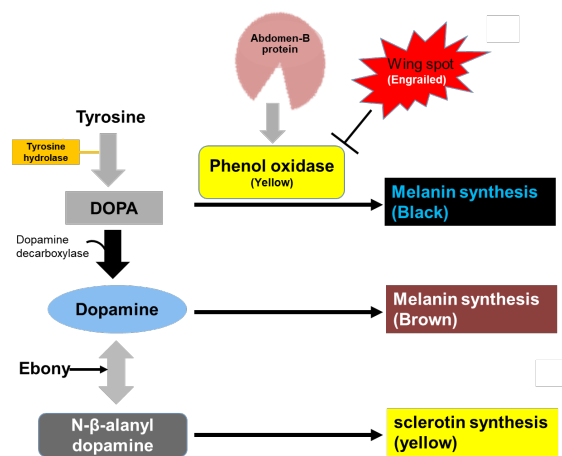 Abdomen-B
protein
Wing spot
(Engrailed)
Tyrosine
Tyrosine
hydrolase
Phenol oxidase
(Yellow)
DOPA
Melanin synthesis
(Black)
Dopamine
decarboxylase
Dopamine
Melanin synthesis
(Brown)
Ebony
N-β-alanyl
dopamine
sclerotin synthesis
(yellow)